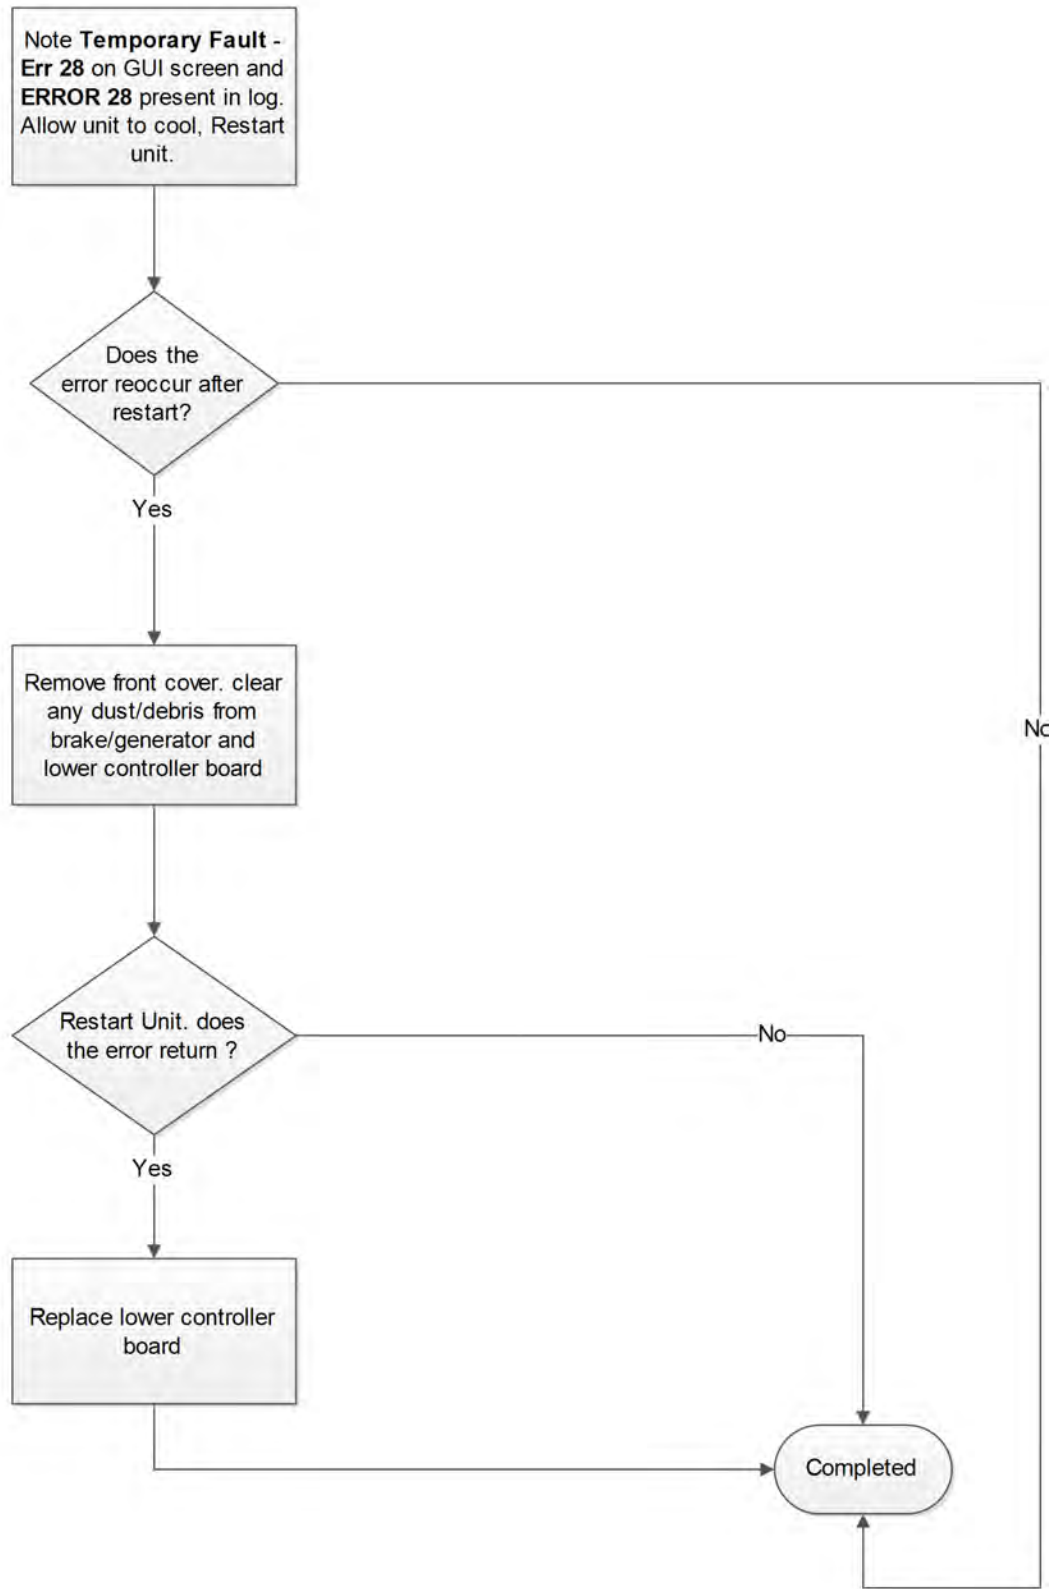 Note Temporary Fault -
Err 28 on GUI screen and
ERROR 28 present in log.
Allow unit to cool, Restart
unit.
Does the
error reoccur after
restart?
Yes
No
Remove front cover. clear
any dust/debris from
brake/generator and
lower controller board
Restart Unit. does
the error return ?
No
Yes
Replace lower controller
board
Completed